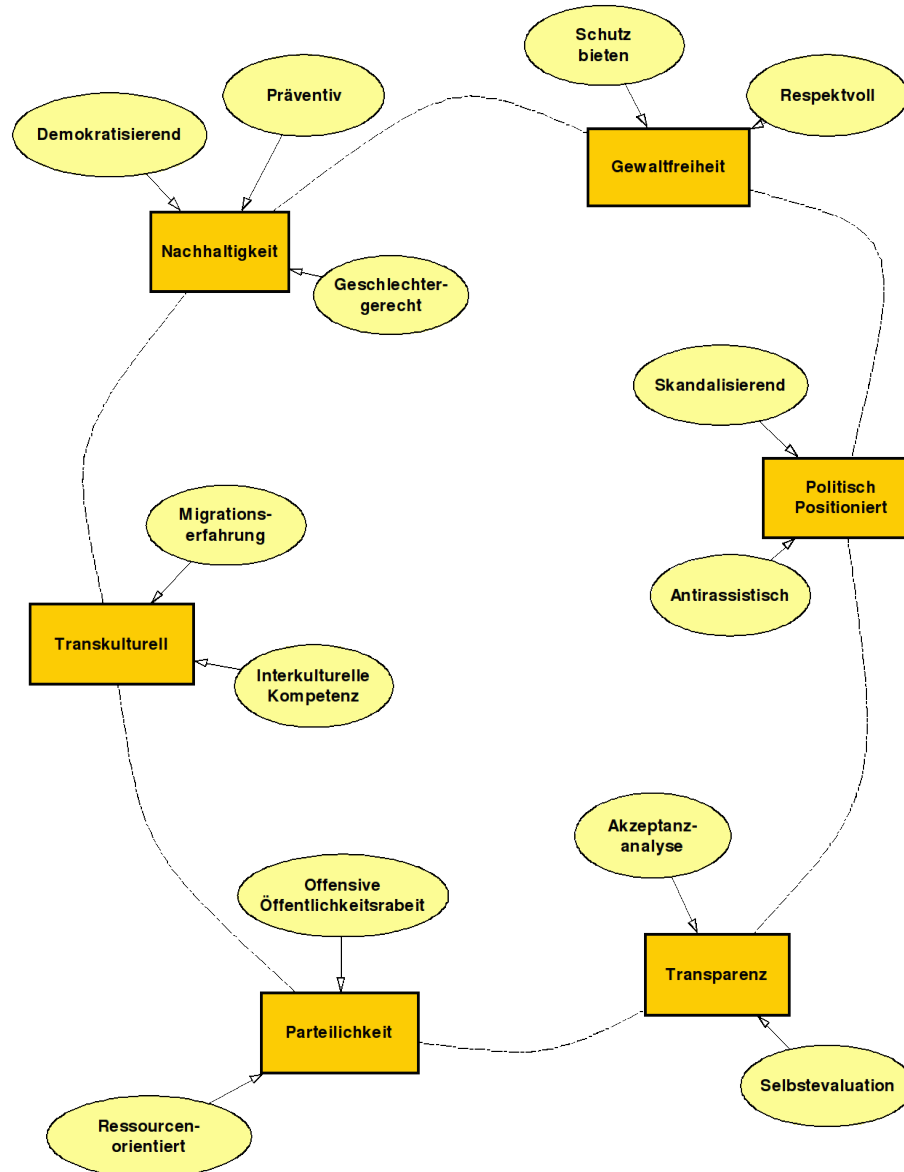 Schutz
bieten
Präventiv
Respektvoll
Demokratisierend
Gewaltfreiheit
Nachhaltigkeit
Geschlechter-
gerecht
Skandalisierend
Politisch
Positioniert
Migrations-
erfahrung
Antirassistisch
Transkulturell
Interkulturelle
Kompetenz
Akzeptanz-
analyse
Offensive
Öffentlichkeitsrabeit
Transparenz
Parteilichkeit
Selbstevaluation
Ressourcen-
orientiert